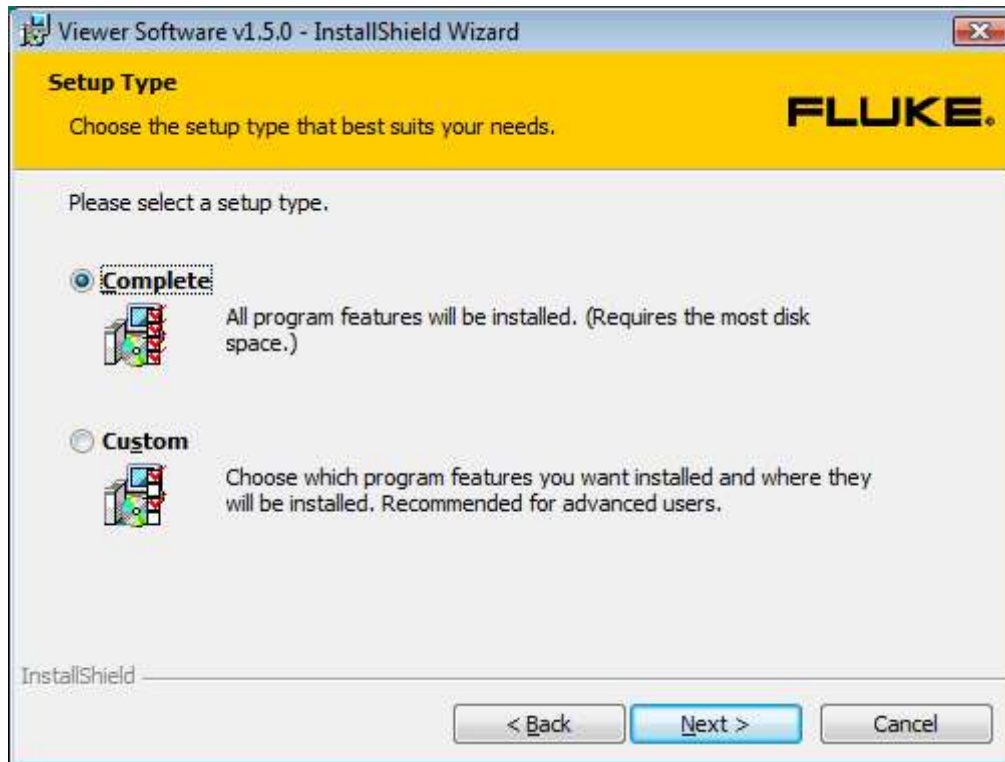 Viewer Software v1.5.0 - InstallShield Wizard
Setup Type
Choose the setup type that best suits your needs.
FLUKE®
Please select a setup type.
Complete
All program features will be installed. (Requires the most disk
space.)
Custom
Choose which program features you want installed and where they
will be installed. Recommended for advanced users.
InstallShield
< Back
Next >
Cancel